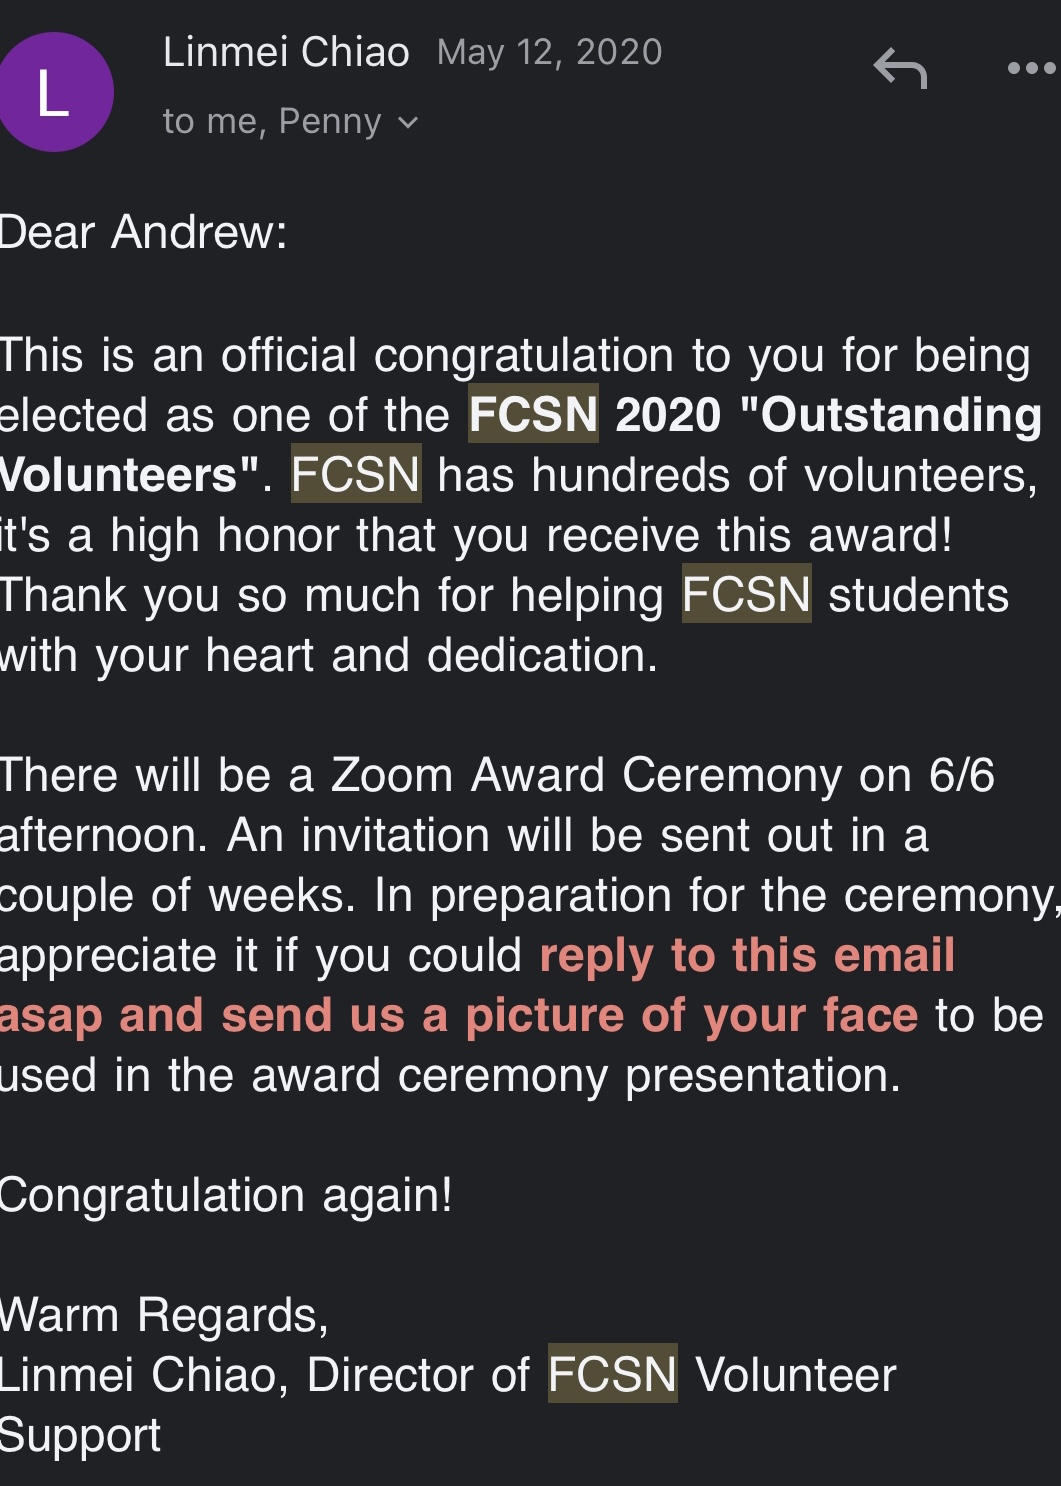 Linmei Chiao May 12, 2020
L
to me, Penny
Dear Andrew:
This is an official congratulation to you for being
elected as one of the FCSN 2020 "Outstanding
Volunteers". FCSN has hundreds of volunteers,
it's a high honor that you receive this award!
Thank you so much for helping FCSN students
with your heart and dedication.
There will be a Zoom Award Ceremony on 6/6
afternoon. An invitation will be sent out in a
couple of weeks. In preparation for the ceremony,
appreciate it if you could reply to this email
asap and send us a picture of your face to be
used in the award ceremony presentation.
Congratulation again!
Warm Regards,
Linmei Chiao, Director of FCSN Volunteer
Support